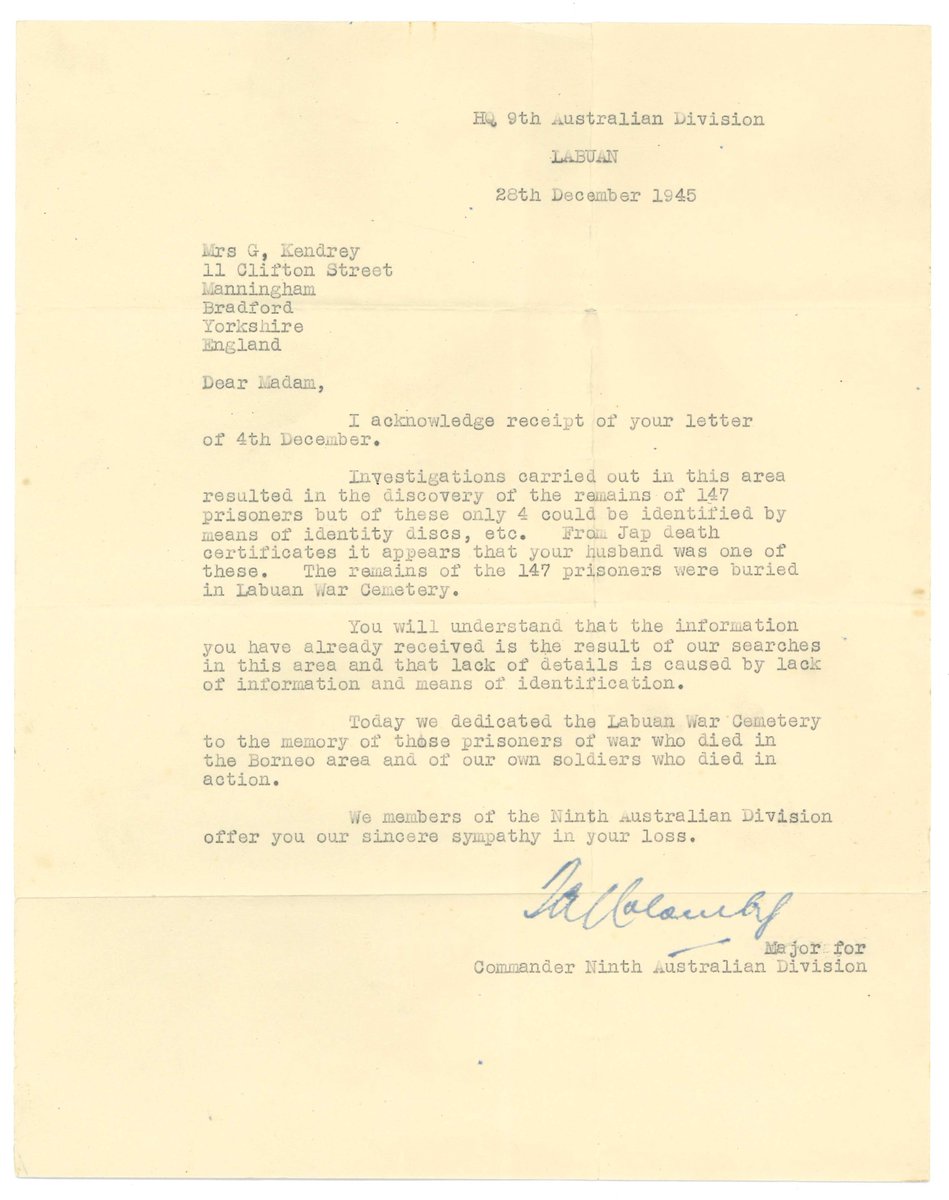 HQ 9th Australian Division
LABUAN
28th December 1945
Mrs G, Kendrey
11 Clifton Street
Manningham
Bradford
Yorkshire
England
Dear Madam,
I acknowledge receipt of your letter
of 4th December.
Investigations carried out in this area
resulted in the discovery of the remains of 147
prisoners but of these only 4 could be identified by
means of identity discs, etc. From Jap death
certificates it appears that your husband was one of
these. The remains of the 147 prisoners were buried
in Labuan War Cemetery.
You will understand that the information
you have already received is the result of our searches
in this area and that lack of details is caused by lack
of information and means of identification.
Today we dedicated the Labuan War Cemetery
to the memory of those prisoners of war who died in
the Borneo area and of our own soldiers who died in
action.
We members of the Ninth Australian Division
offer you our sincere sympathy in your loss.
Major for
Commander Ninth Australian Division